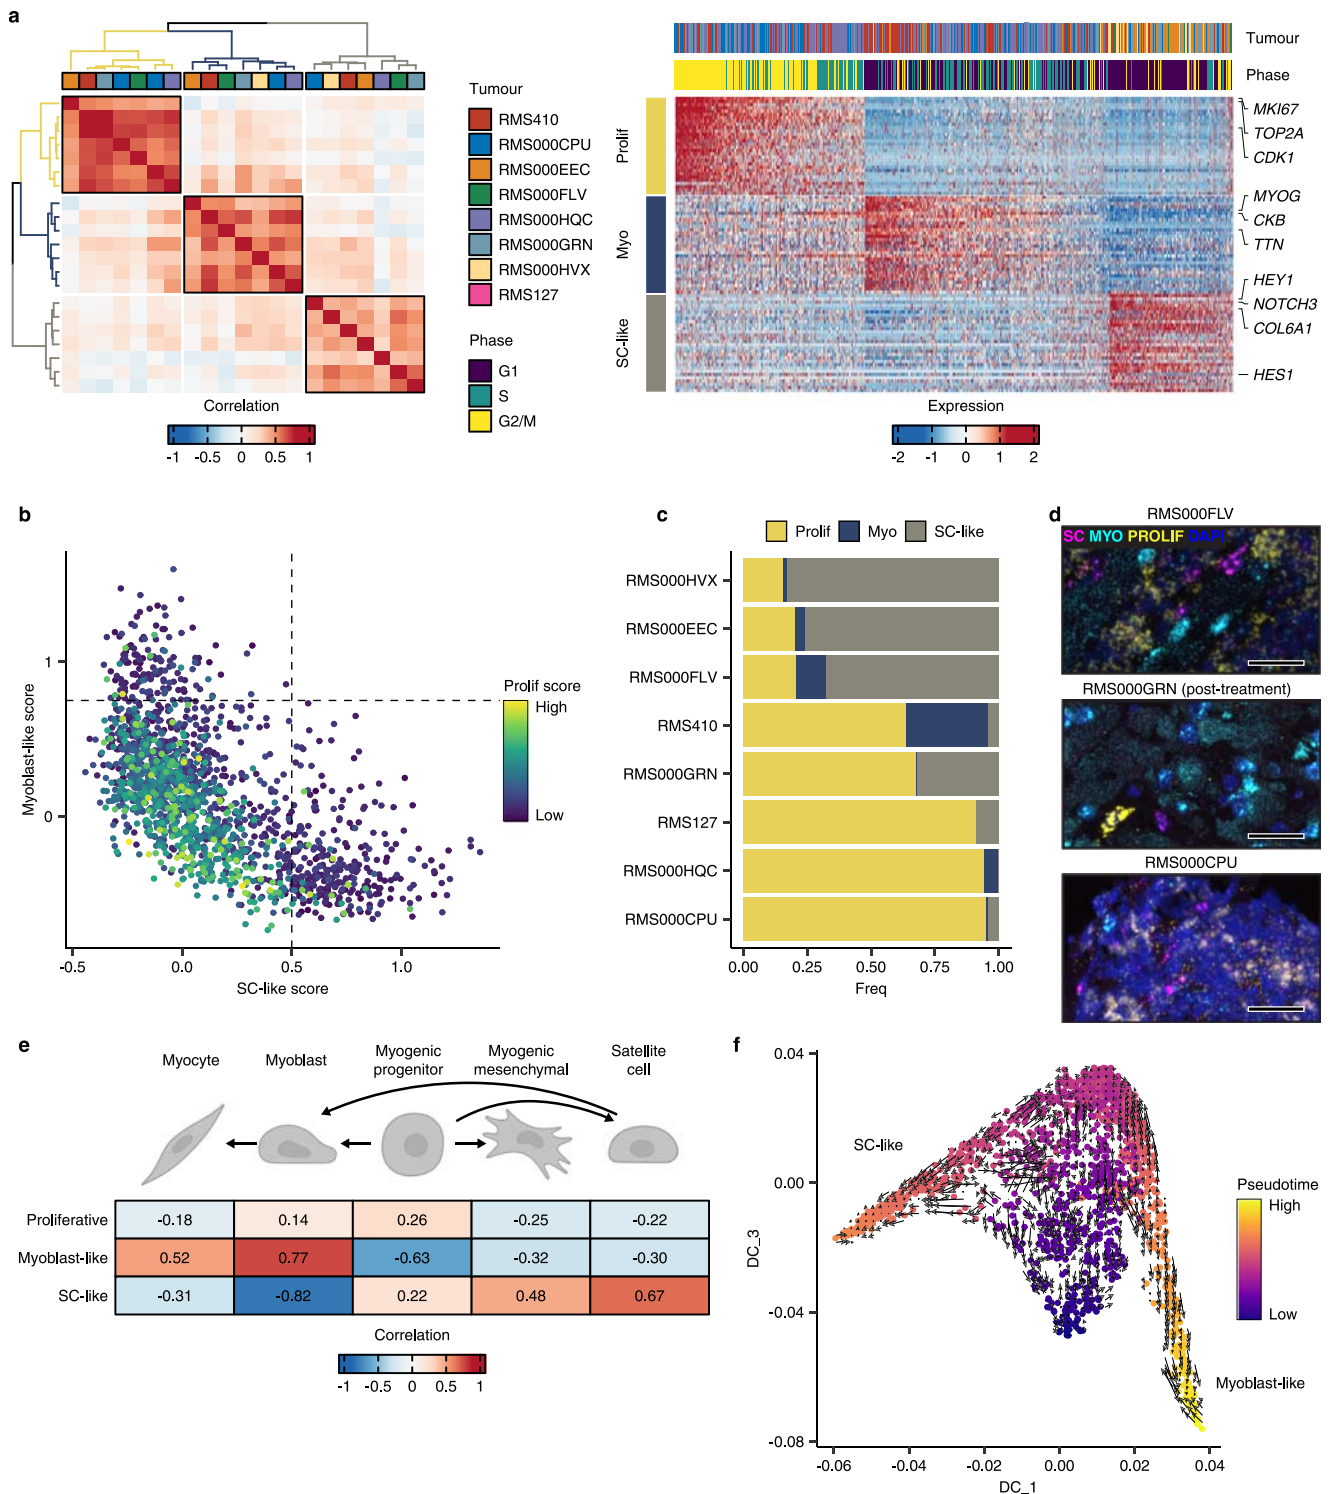 a
Tumour
RMS410
RMS000CPU
RMS000EEC
RMS000FLV
RMS000HQC
RMS000GRN
RMS000HVX
RMS127
Phase
G1
S
G2/M
Correlation
-1 -0.5 0 0.5 1
Tumour
Phase
Prolif
Myo
SC-like
MKI67
TOP2A
CDK1
MYOG
CKB
TTN
HEY1
NOTCH3
COL6A1
HES1
Expression
-2 -1 0 1 2
b
Myoblast-like score
1
0
-0.5 0.0 0.5 1.0
SC-like score
Prolif score
High
Low
c
Prolif Myo SC-like
RMS000HVX
RMS000EEC
RMS000FLV
RMS410
RMS000GRN
RMS127
RMS000HQC
RMS000CPU
0.00 0.25 0.50 0.75 1.00
Freq
d
RMS000FLV
SC MYO PROLIF DAPI
RMS000GRN (post-treatment)
RMS000CPU
e
Myocyte
Myoblast
Myogenic
progenitor
Myogenic
mesenchymal
Satellite
cell
Proliferative -0.18 0.14 0.26 -0.25 -0.22
Myoblast-like 0.52 0.77 -0.63 -0.32 -0.30
SC-like -0.31 -0.82 0.22 0.48 0.67
Correlation
-1 -0.5 0 0.5 1
f
0.04
0.00
-0.04
-0.08
DC_3
SC-like
Myoblast-like
Pseudotime
High
Low
-0.06 -0.04 -0.02 0.00 0.02 0.04
DC_1